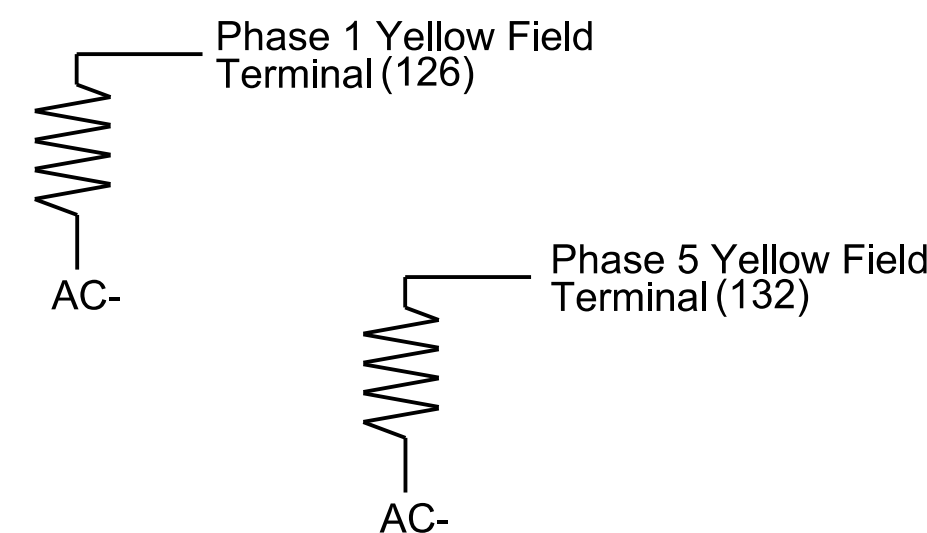 Phase 1 Yellow Field
Terminal (126)
AC-
Phase 5 Yellow Field
Terminal (132)
AC-